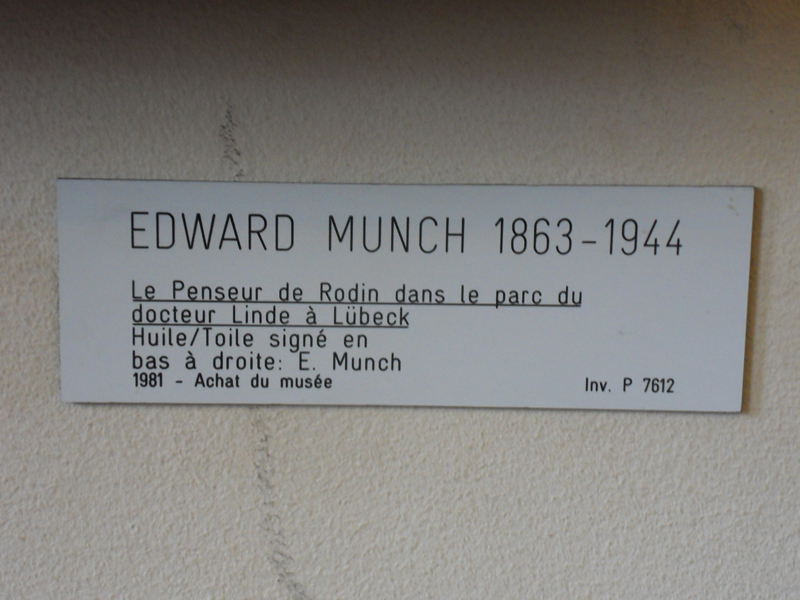 EDWARD MUNCH 1863-1944
Le Penseur de Rodin dans le parc du
docteur Linde à Lübeck
Huile/Toile signé en
bas à droite: E. Munch
1981 - Achat du musée Inv. P 7612